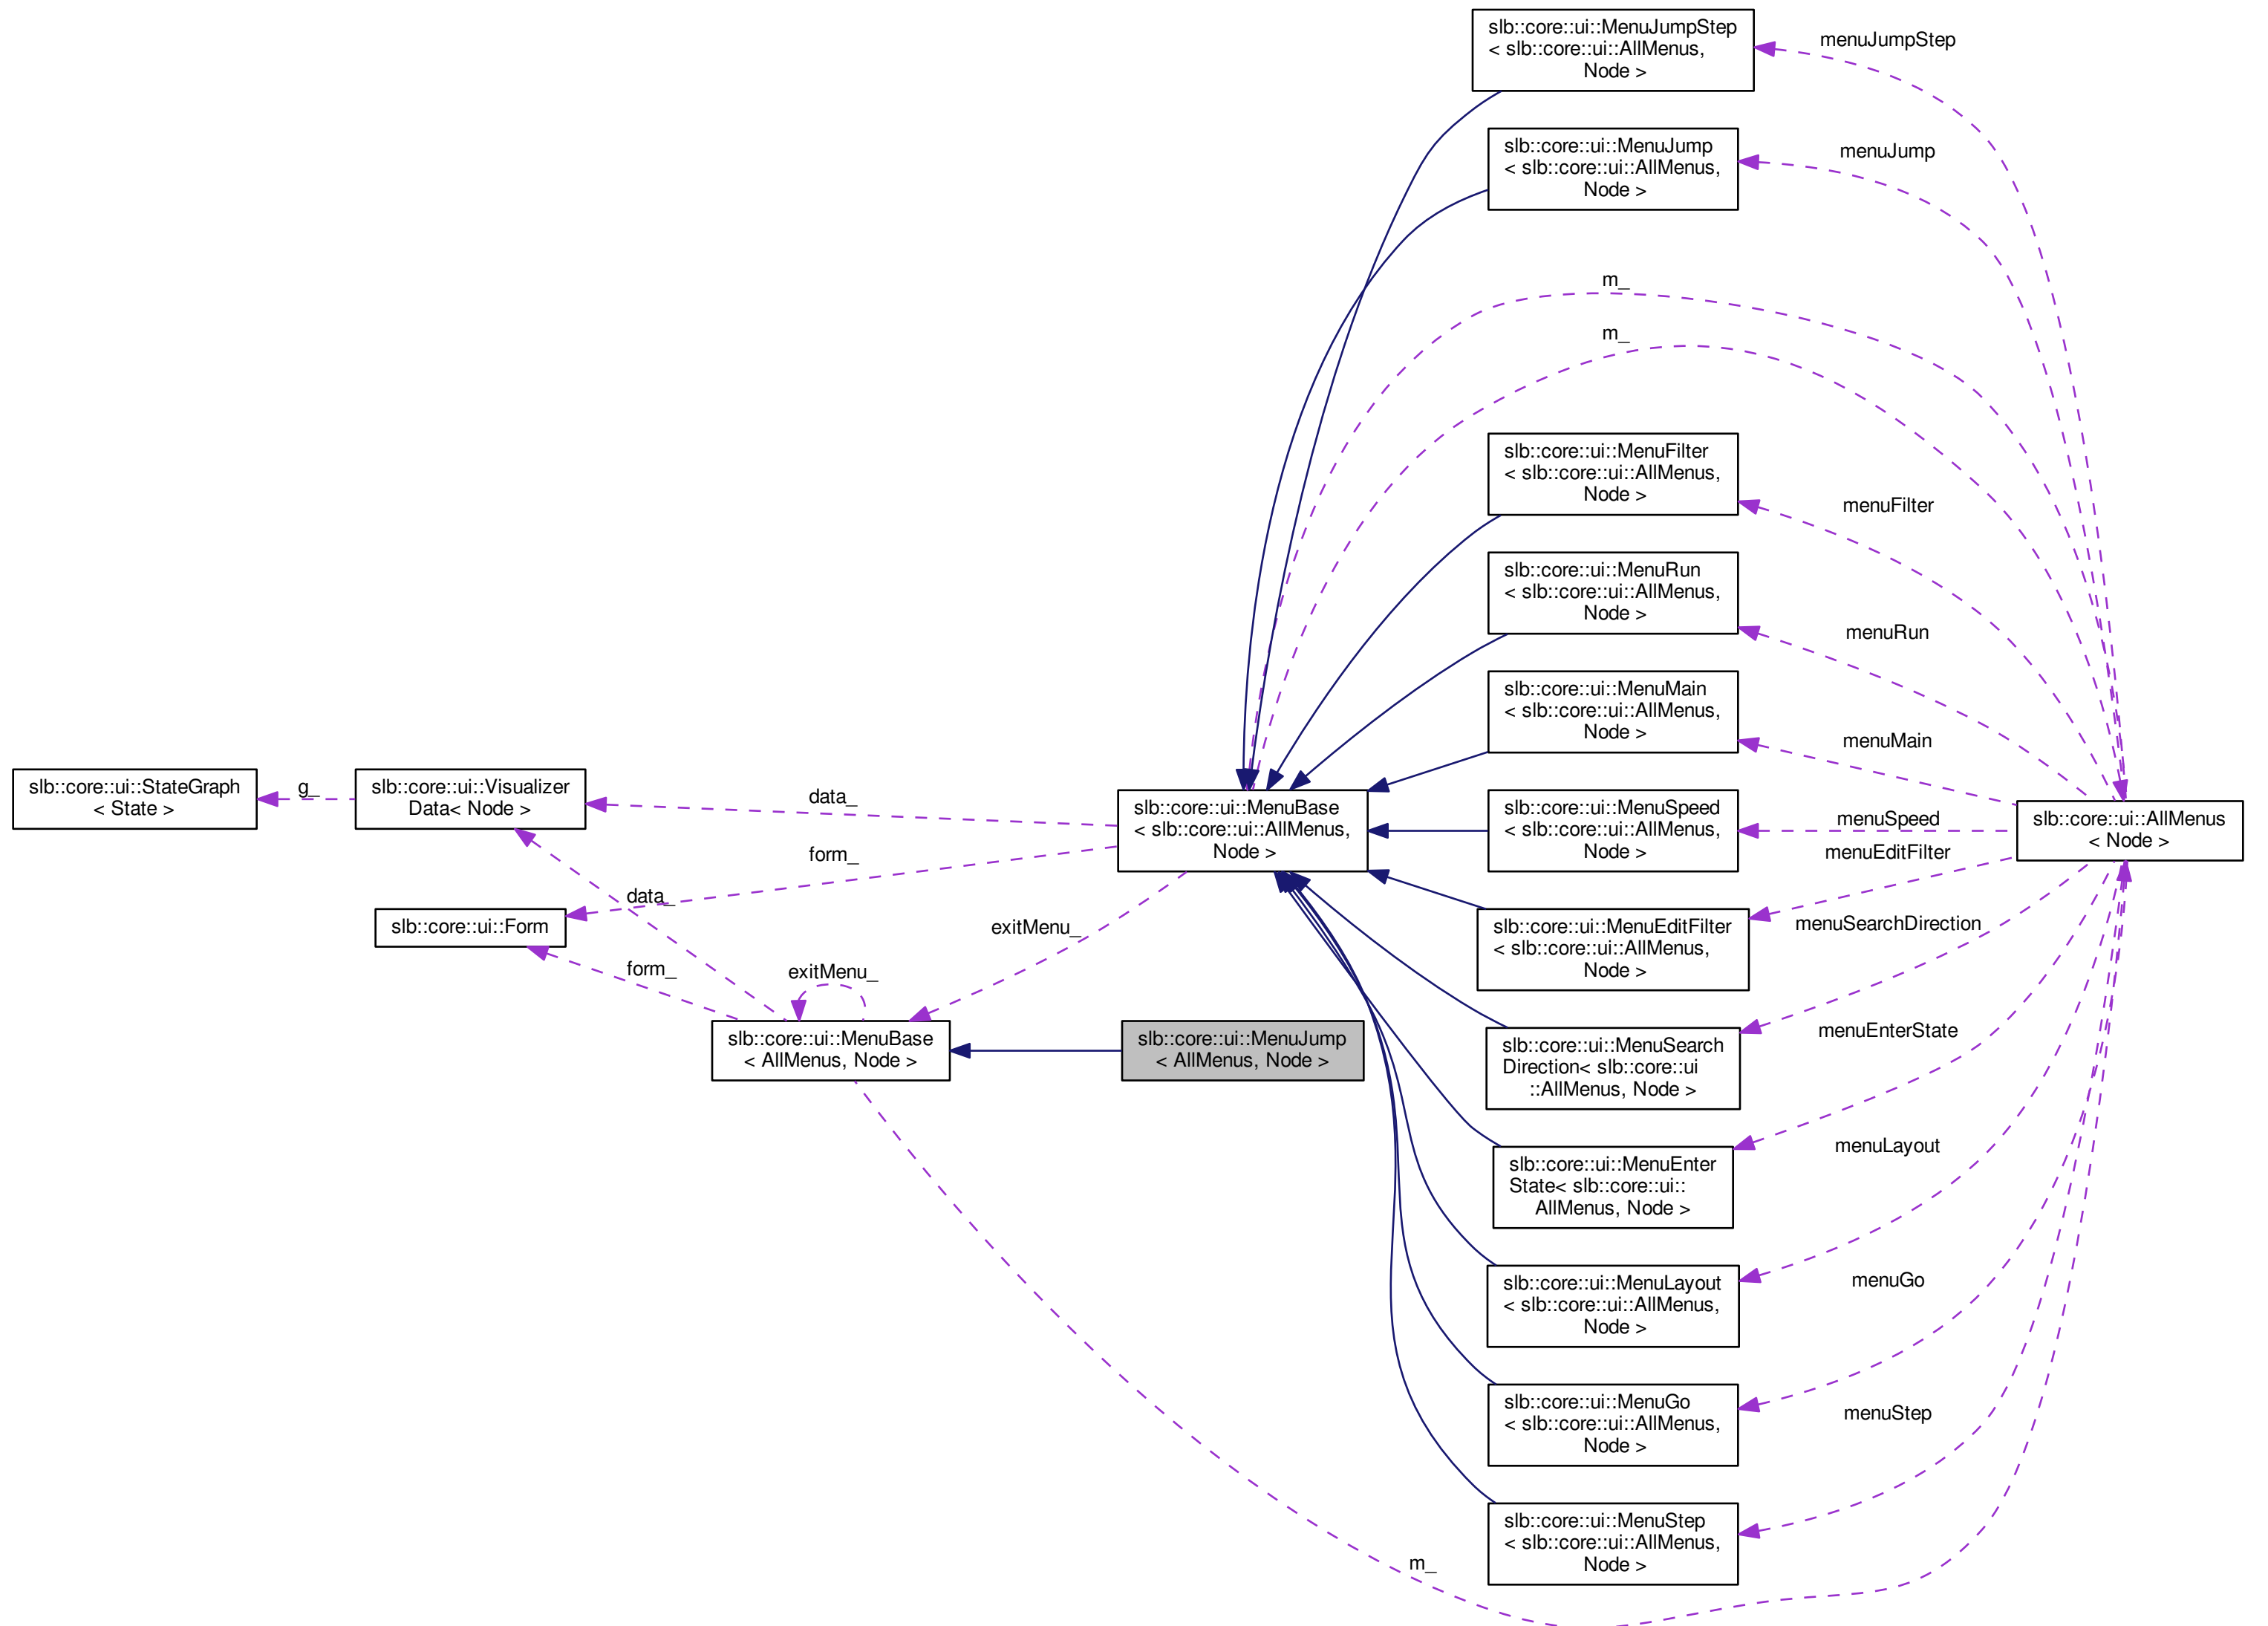 slb::core::ui::MenuJumpStep
< slb::core::ui::AllMenus,
Node >
menuJumpStep
slb::core::ui::MenuJump
< slb::core::ui::AllMenus,
Node >
menuJump
m_
m_
slb::core::ui::MenuFilter
< slb::core::ui::AllMenus,
Node >
menuFilter
slb::core::ui::MenuRun
< slb::core::ui::AllMenus,
Node >
menuRun
slb::core::ui::MenuMain
< slb::core::ui::AllMenus,
Node >
menuMain
slb::core::ui::StateGraph
< State >
g_
slb::core::ui::Visualizer
Data< Node >
data_
slb::core::ui::MenuBase
< slb::core::ui::AllMenus,
Node >
slb::core::ui::MenuSpeed
< slb::core::ui::AllMenus,
Node >
menuSpeed
slb::core::ui::AllMenus
< Node >
form_
menuEditFilter
data_
slb::core::ui::Form
exitMenu_
slb::core::ui::MenuEditFilter
< slb::core::ui::AllMenus,
Node >
menuSearchDirection
form_
exitMenu_
slb::core::ui::MenuBase
< AllMenus, Node >
slb::core::ui::MenuJump
< AllMenus, Node >
slb::core::ui::MenuSearch
Direction< slb::core::ui
::AllMenus, Node >
menuEnterState
slb::core::ui::MenuEnter
State< slb::core::ui::
AllMenus, Node >
menuLayout
slb::core::ui::MenuLayout
< slb::core::ui::AllMenus,
Node >
menuGo
slb::core::ui::MenuGo
< slb::core::ui::AllMenus,
Node >
menuStep
slb::core::ui::MenuStep
< slb::core::ui::AllMenus,
Node >
m_